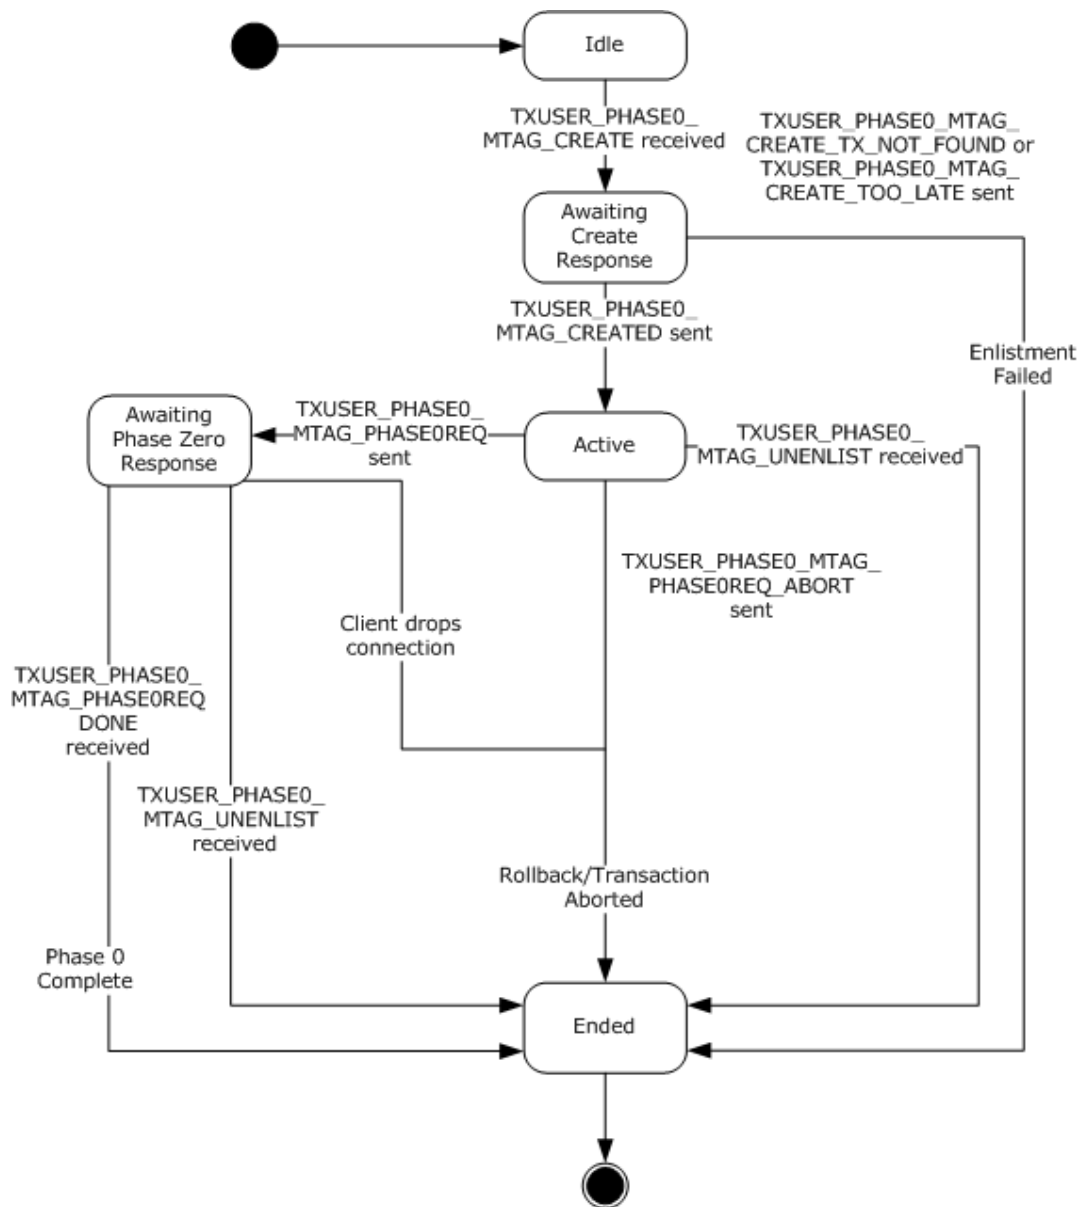 Idle
TXUSER_PHASE0_
MTAG_CREATE received
TXUSER_PHASE0_MTAG_
CREATE_TX_NOT_FOUND or
TXUSER_PHASE0_MTAG_
CREATE_TOO_LATE sent
Awaiting
Create
Response
TXUSER_PHASE0_
MTAG_CREATED sent
Enlistment
Failed
Awaiting
Phase Zero
Response
TXUSER_PHASE0_
MTAG_PHASE0REQ
sent
Active
TXUSER_PHASE0_
MTAG_UNENLIST received
TXUSER_PHASE0_MTAG_
PHASE0REQ_ABORT
sent
Client drops
connection
TXUSER_PHASE0_
MTAG_PHASE0REQ
DONE
received
TXUSER_PHASE0_
MTAG_UNENLIST
received
Rollback/Transaction
Aborted
Phase 0
Complete
Ended